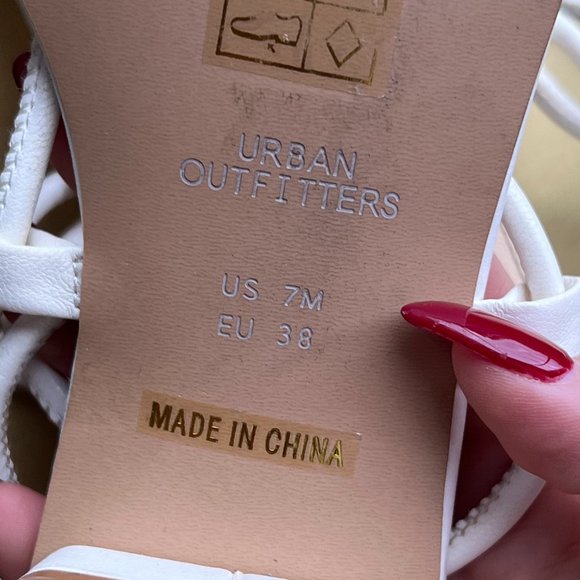 URBAN
OUTFITTERS
US 7M
EU 38
MADE IN CHINA